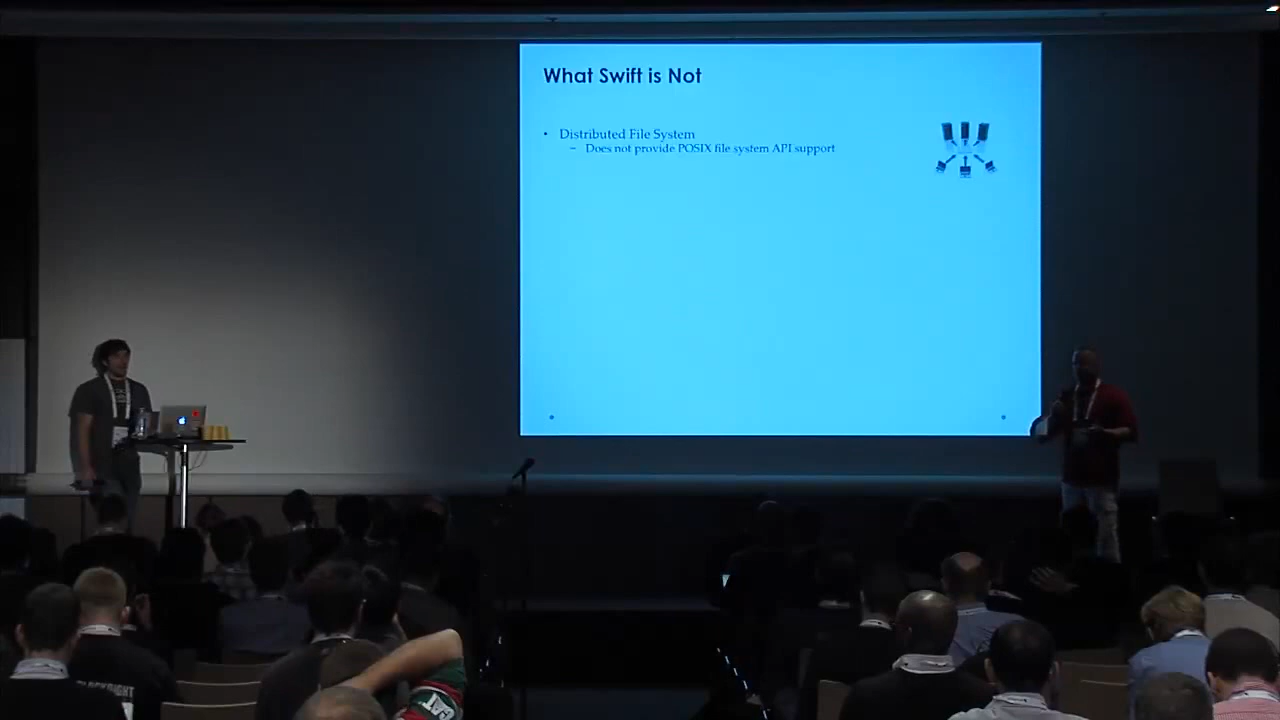 What Swift is Not
• Distributed File System
– Does not provide POSIX file system API support